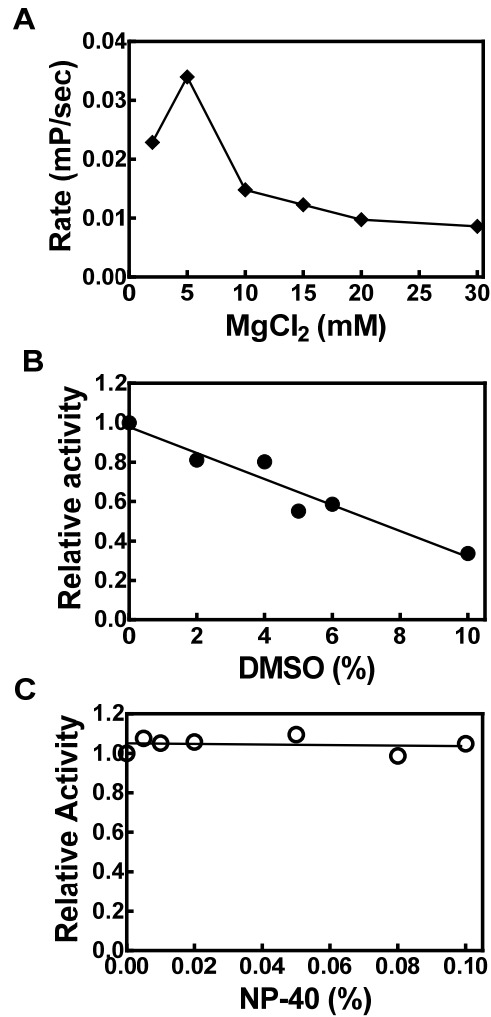 A
0.04
0.03
0.02
0.01
0.00
Rate (mP/sec)
0 5 10 15 20 25 30
MgCl2 (mM)
B
1.2
1.0
0.8
0.6
0.4
0.2
0.0
Relative activity
0 2 4 6 8 10
DMSO (%)
C
1.2
1.0
0.8
0.6
0.4
0.2
0.0
Relative Activity
0.00 0.02 0.04 0.06 0.08 0.10
NP-40 (%)